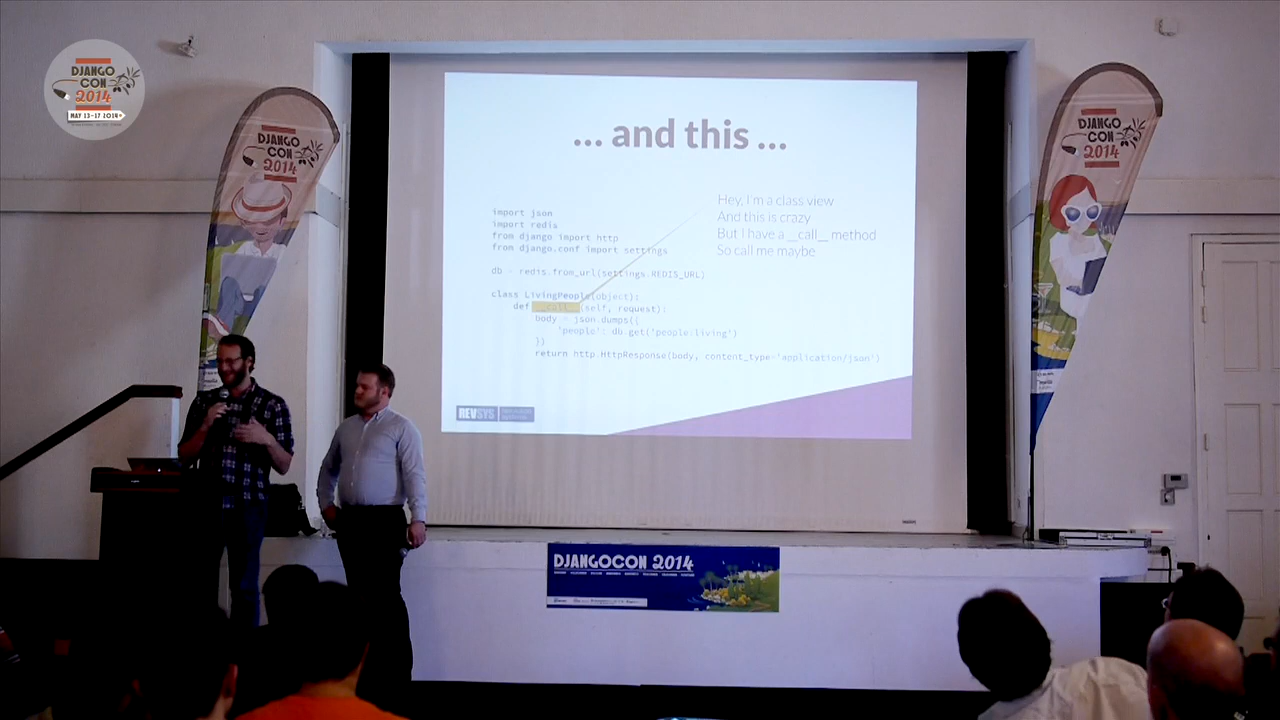 DJANGO
CON
2014
MAY 13-17 2014
DJANGO
CON
2014
DJANGO
CON
2014
... and this ...
import json
import redis
from django import http
from django.conf import settings
db = redis.from_url(settings.REDIS_URL)
class LivingPeople(object):
def __call__(self, request):
body = json.dumps({
'people': db.get('people:living')
})
return http.HttpResponse(body, content_type='application/json')
Hey, I'm a class view
And this is crazy
But I have a __call__ method
So call me maybe
REVSYS
DJANGOCON 2014